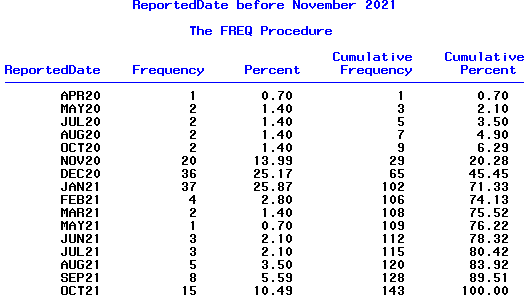 ReportedDate before November 2021
The FREQ Procedure
Cumulative Cumulative
ReportedDate Frequency Percent Frequency Percent
APR20 1 0.70 1 0.70
MAY20 2 1.40 3 2.10
JUL20 2 1.40 5 3.50
AUG20 2 1.40 7 4.90
OCT20 2 1.40 9 6.29
NOV20 20 13.99 29 20.28
DEC20 36 25.17 65 45.45
JAN21 37 25.87 102 71.33
FEB21 4 2.80 106 74.13
MAR21 2 1.40 108 75.52
MAY21 1 0.70 109 76.22
JUN21 3 2.10 112 78.32
JUL21 3 2.10 115 80.42
AUG21 5 3.50 120 83.92
SEP21 8 5.59 128 89.51
OCT21 15 10.49 143 100.00